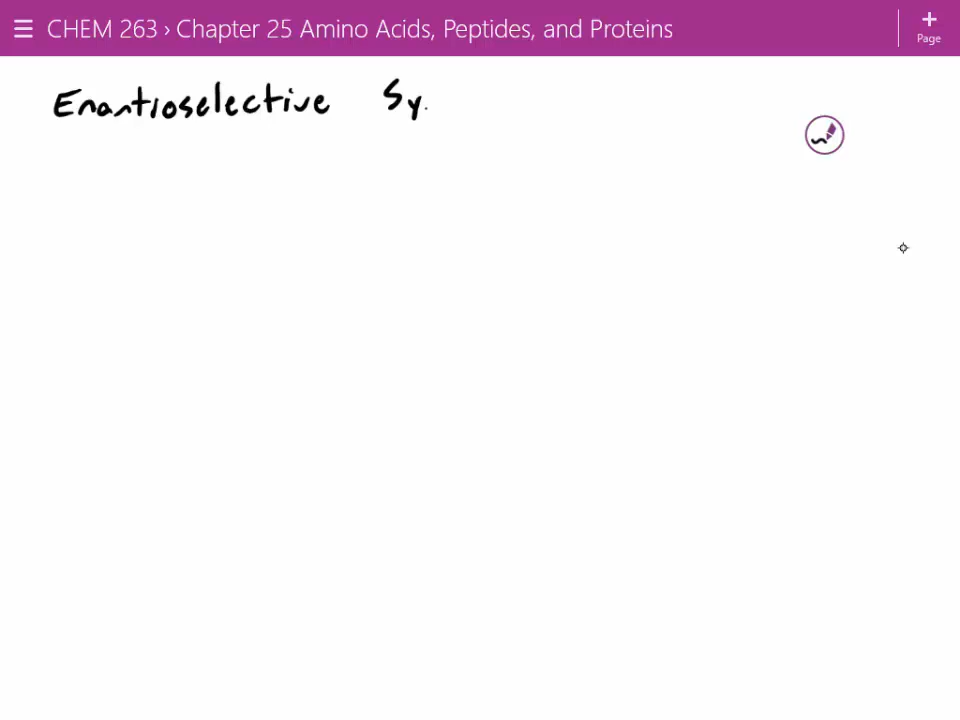 CHEM 263 › Chapter 25 Amino Acids, Peptides, and Proteins
Page
Enantioselective Sy